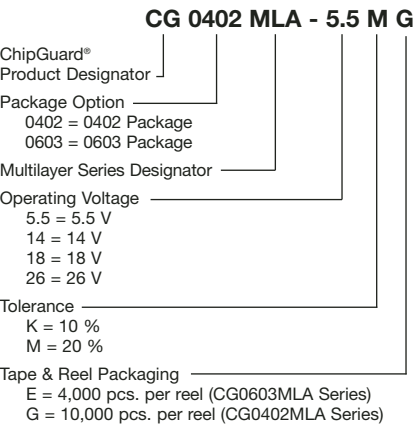 CG 0402 MLA - 5.5 M G
ChipGuard®
Product Designator
Package Option
0402 = 0402 Package
0603 = 0603 Package
Multilayer Series Designator
Operating Voltage
5.5 = 5.5 V
14 = 14 V
18 = 18 V
26 = 26 V
Tolerance
K = 10 %
M = 20 %
Tape & Reel Packaging
E = 4,000 pcs. per reel (CG0603MLA Series)
G = 10,000 pcs. per reel (CG0402MLA Series)